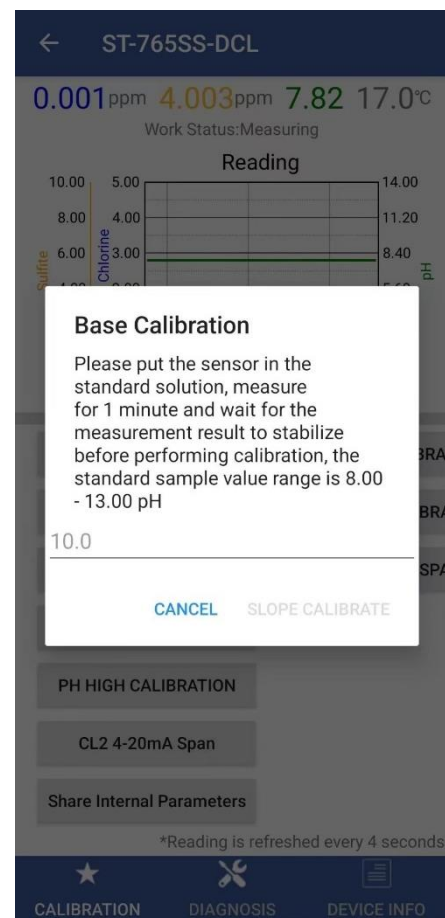 ← ST-765SS-DCL
0.001ppm 4.003ppm 7.82 17.0°C
Work Status:Measuring
Reading
10.00 5.00 14.00
8.00 4.00 11.20
6.00 3.00 8.40
Sulfite
Chlorine
pH
Base Calibration
Please put the sensor in the
standard solution, measure
for 1 minute and wait for the
measurement result to stabilize
before performing calibration, the
standard sample value range is 8.00
- 13.00 pH
10.0
CANCEL SLOPE CALIBRATE
PH HIGH CALIBRATION
CL2 4-20mA Span
Share Internal Parameters
*Reading is refreshed every 4 seconds
CALIBRATION DIAGNOSIS DEVICE INFO